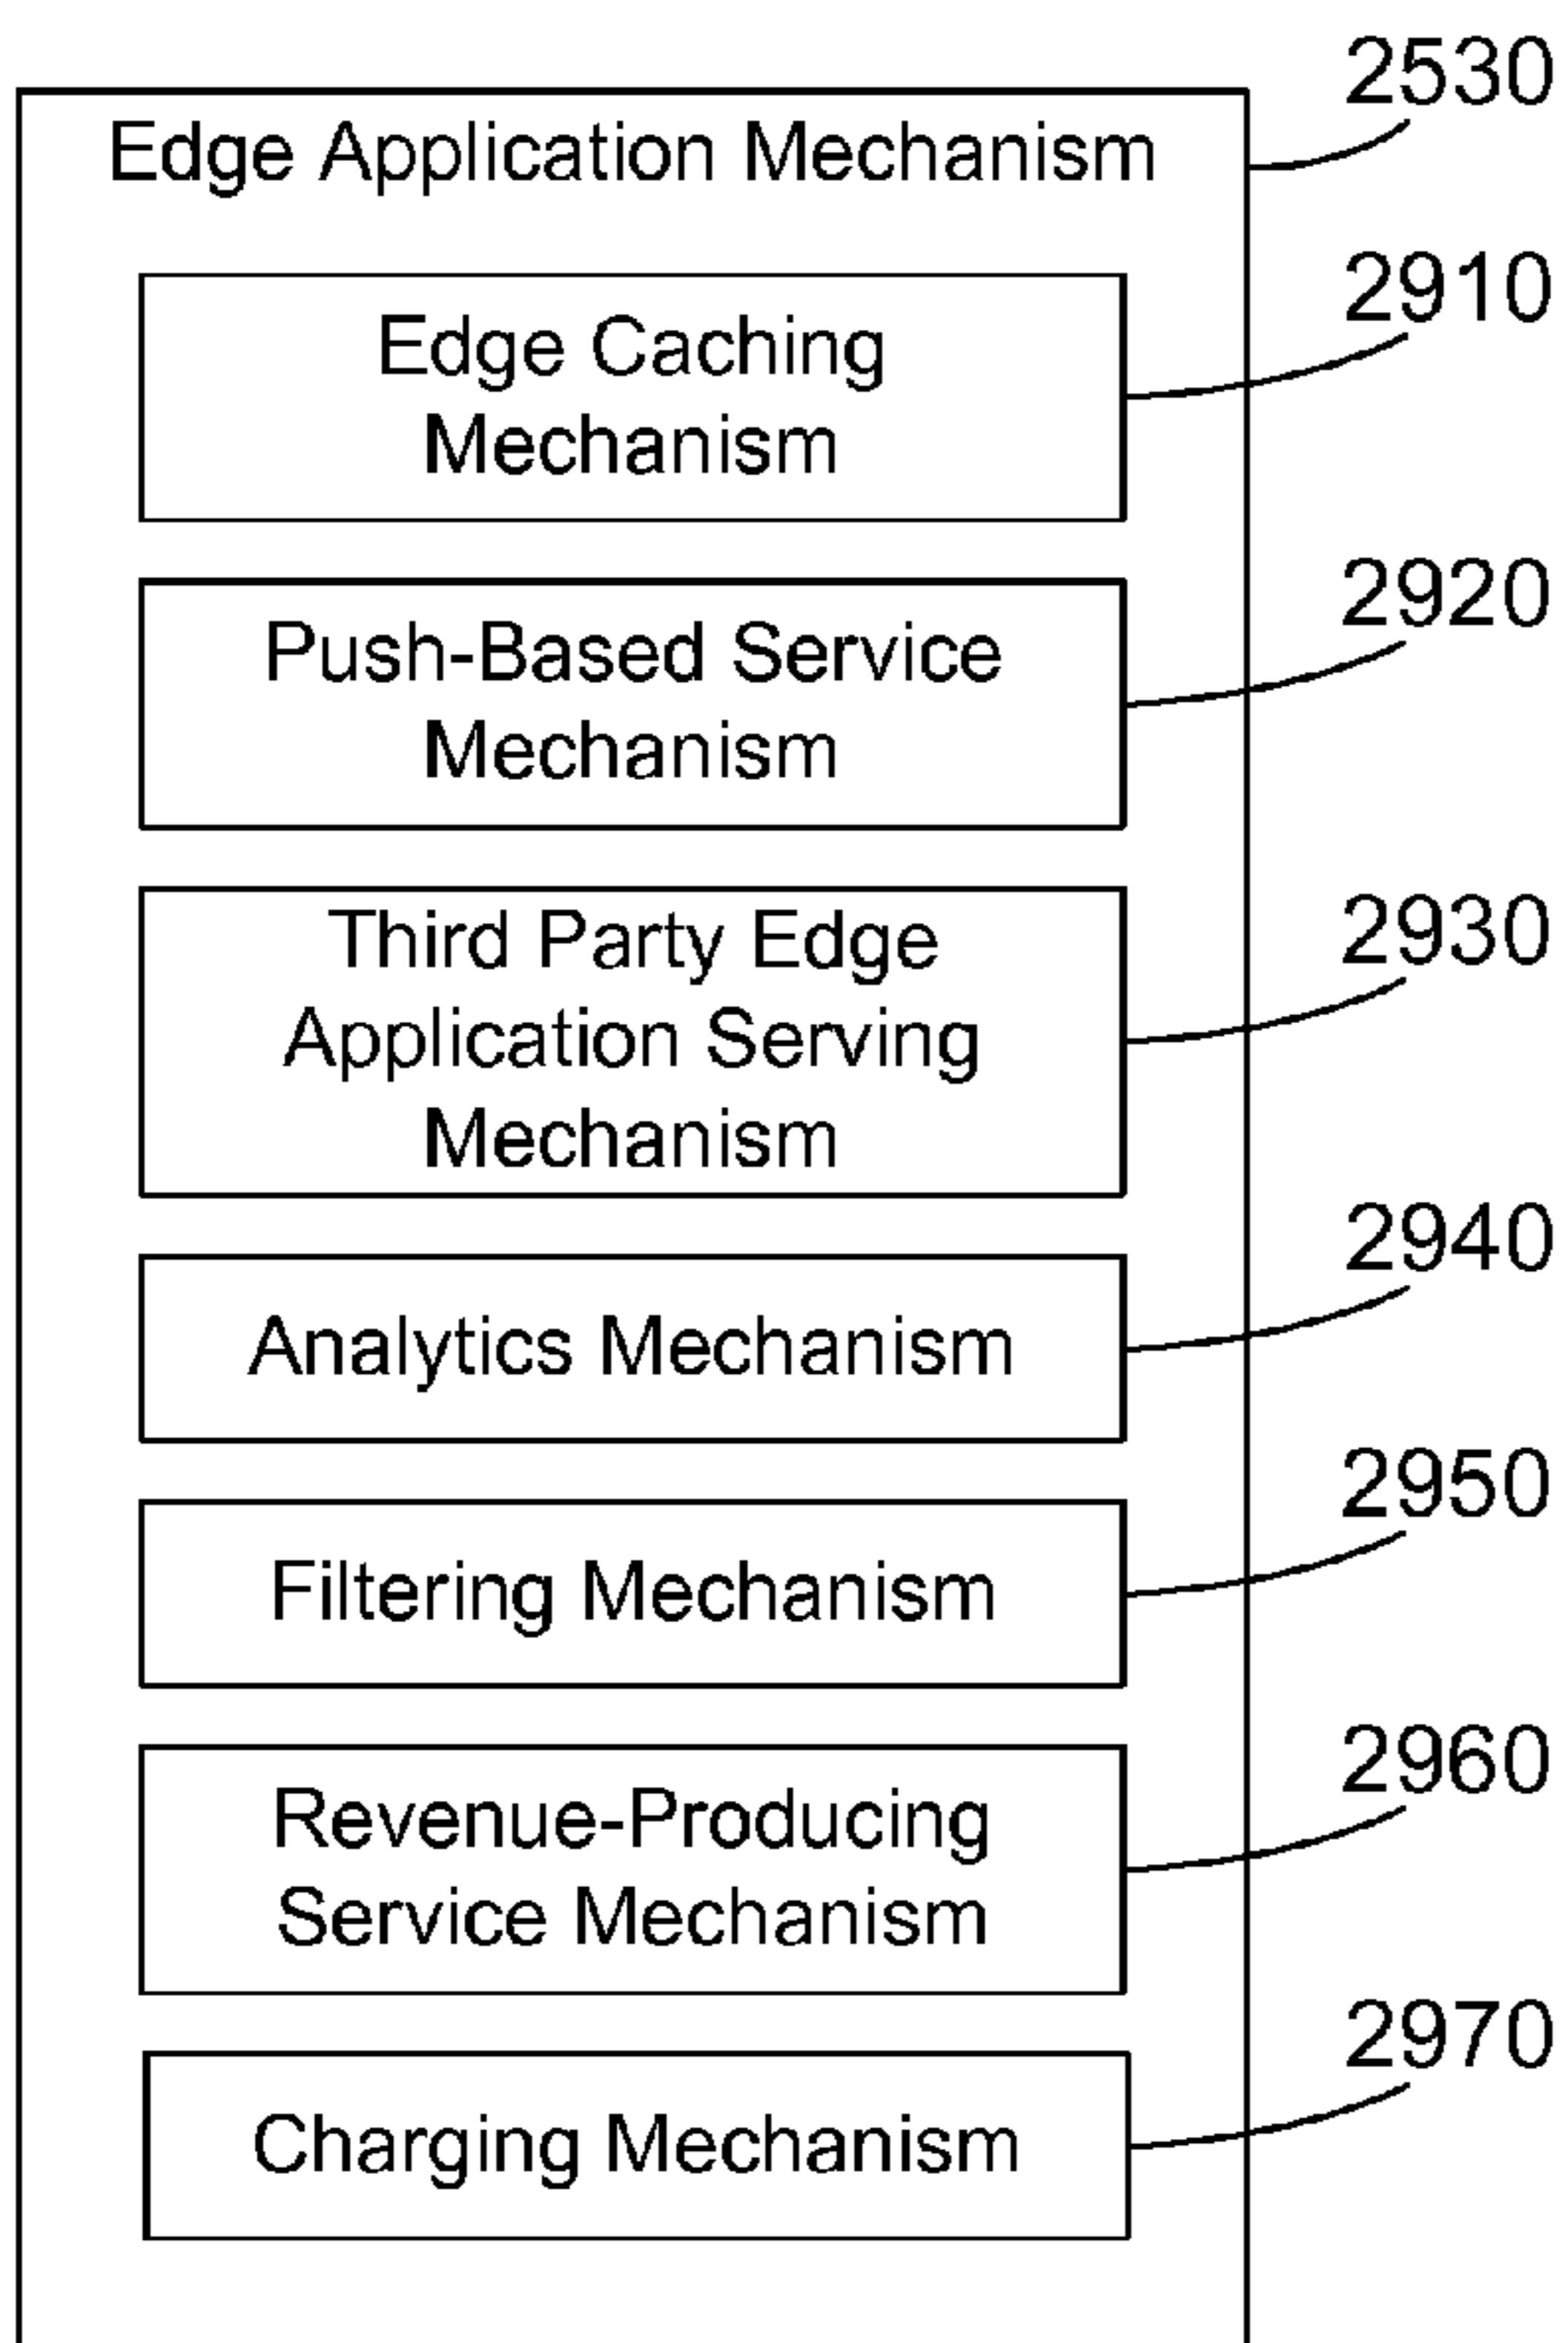 2530
Edge Application Mechanism
2910
Edge Caching
Mechanism
2920
Push-Based Service
Mechanism
2930
Third Party Edge
Application Serving
Mechanism
2940
Analytics Mechanism
2950
Filtering Mechanism
2960
Revenue-Producing
Service Mechanism
2970
Charging Mechanism